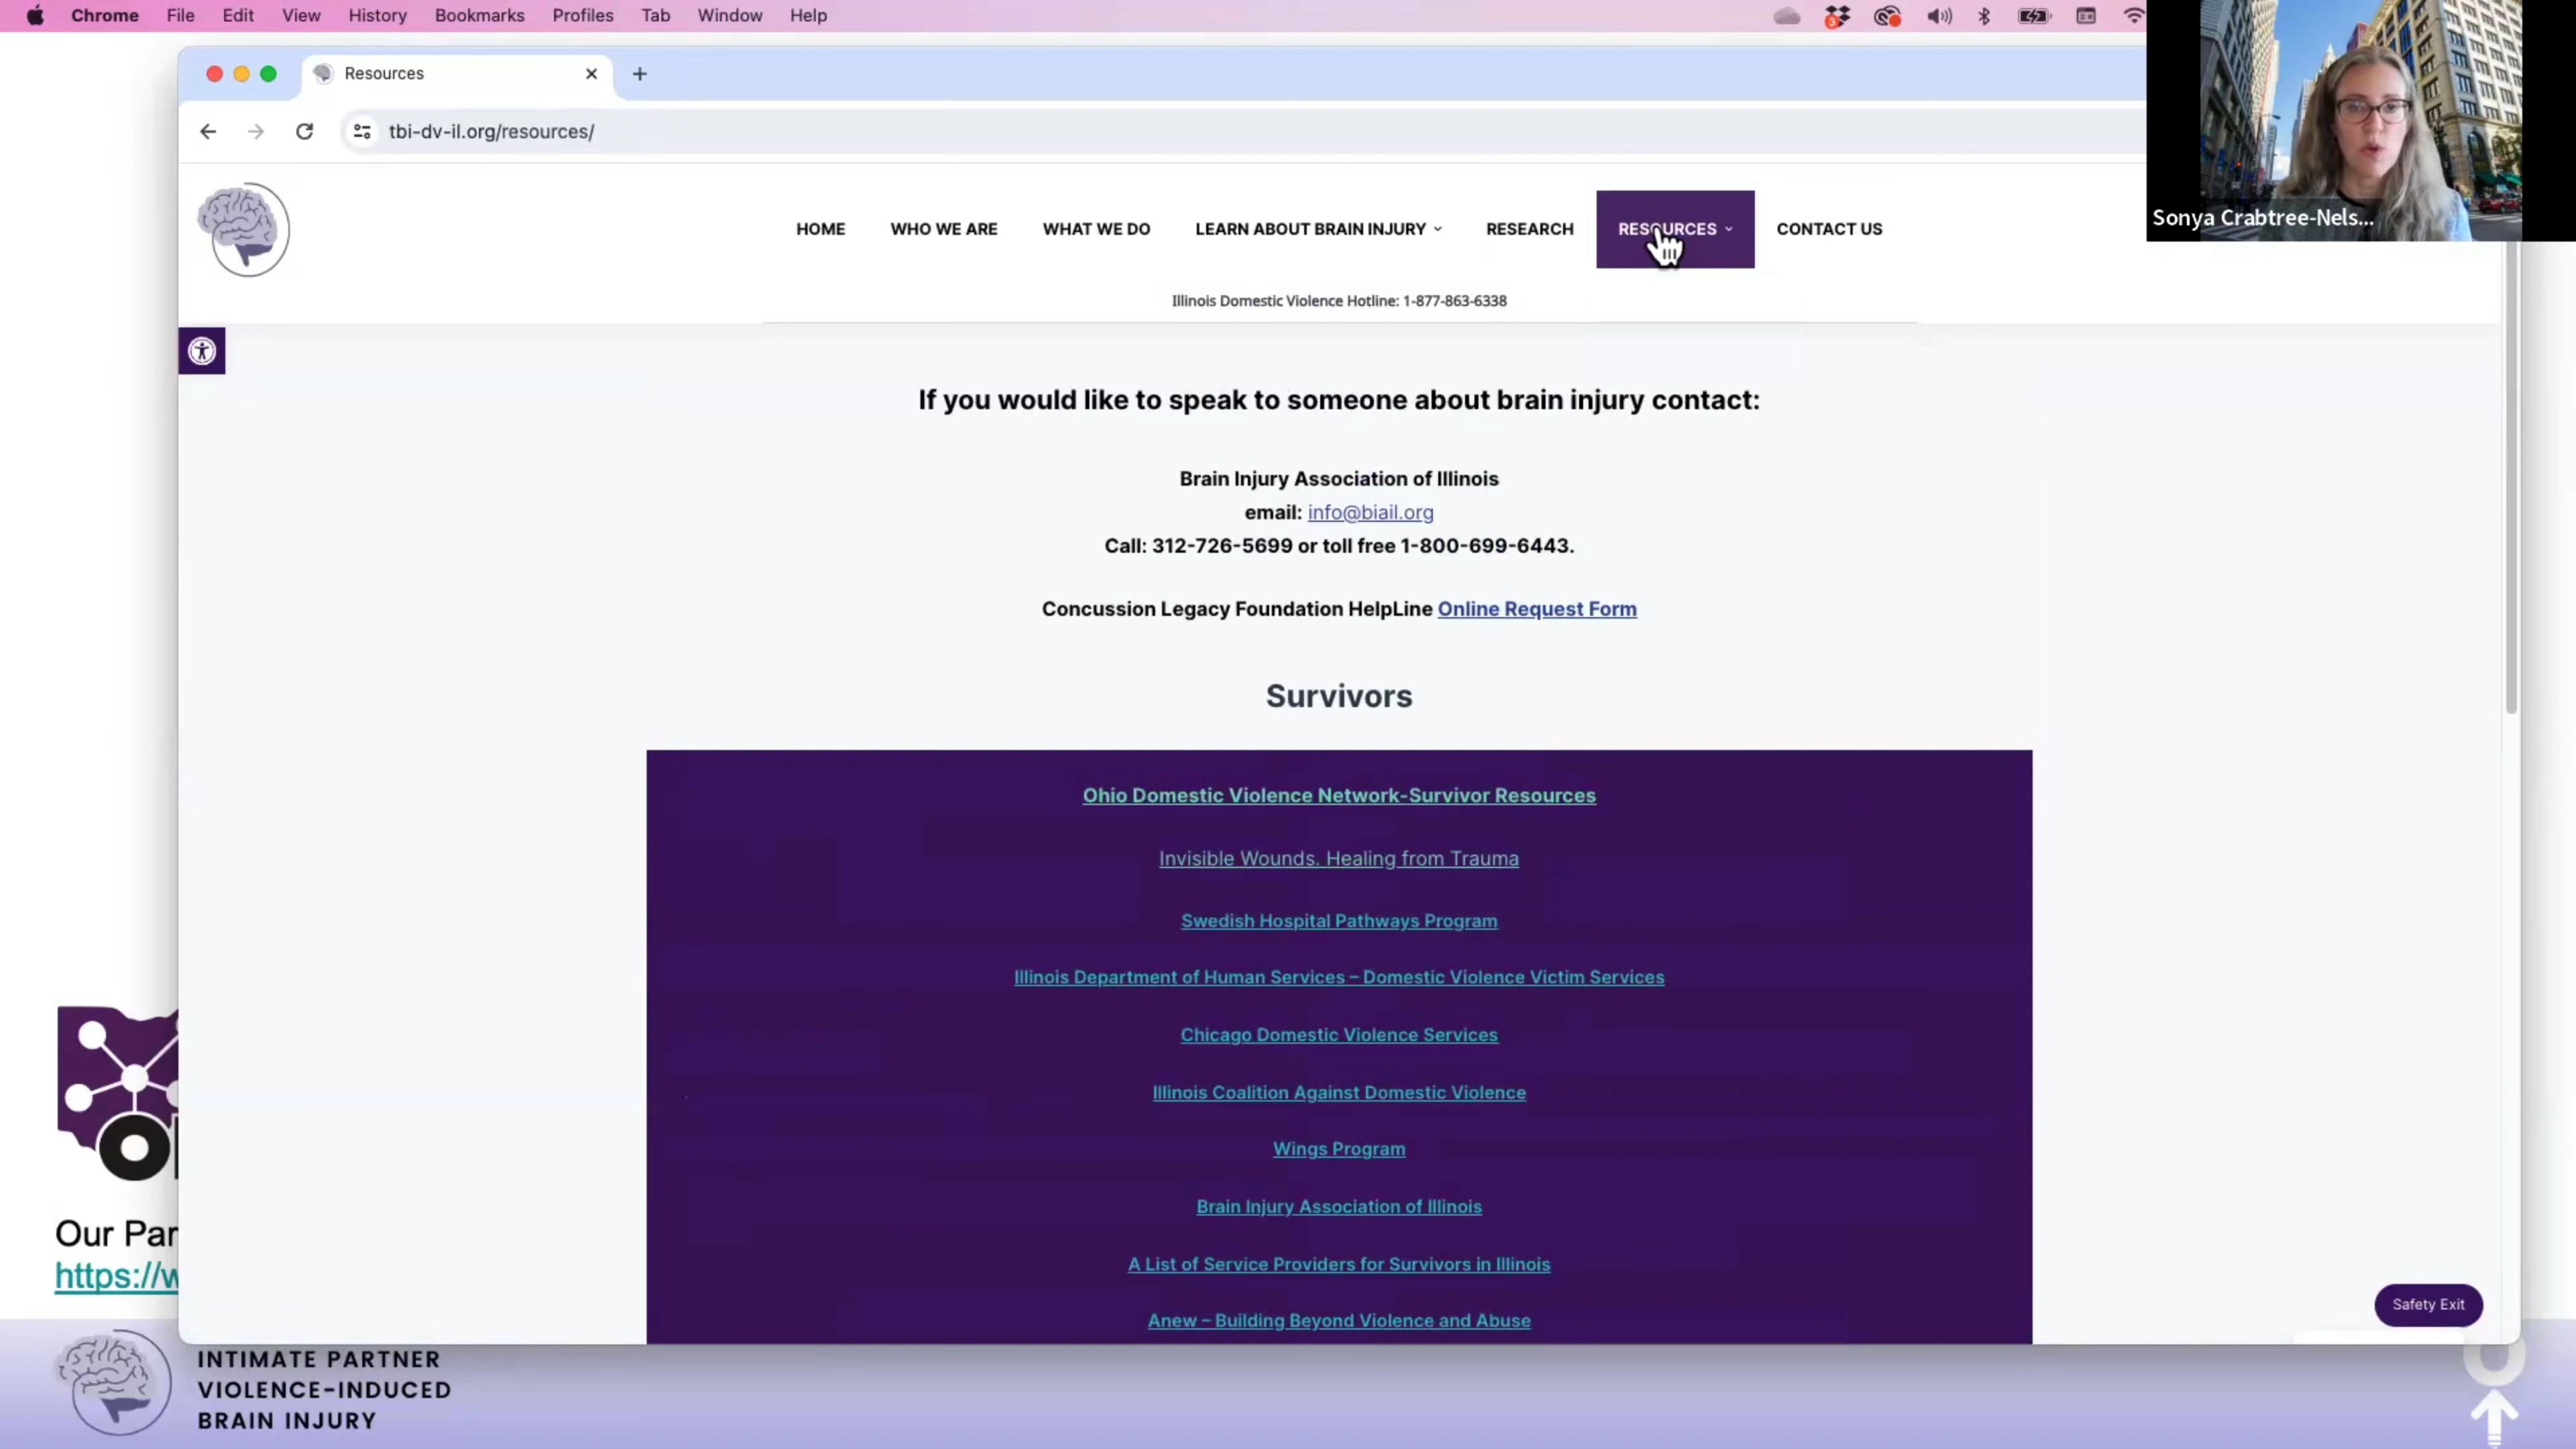 Chrome File Edit View History Bookmarks Profiles Tab Window Help
3
Resources
tbi-dv-il.org/resources/
Sonya Crabtree-Nels...
HOME WHO WE ARE WHAT WE DO LEARN ABOUT BRAIN INJURY RESEARCH RESOURCES CONTACT US
Illinois Domestic Violence Hotline: 1-877-863-6338
If you would like to speak to someone about brain injury contact:
Brain Injury Association of Illinois
email: info@biail.org
Call: 312-726-5699 or toll free 1-800-699-6443.
Concussion Legacy Foundation HelpLine Online Request Form
Survivors
Ohio Domestic Violence Network-Survivor Resources
Invisible Wounds. Healing from Trauma
Swedish Hospital Pathways Program
Illinois Department of Human Services – Domestic Violence Victim Services
Chicago Domestic Violence Services
Illinois Coalition Against Domestic Violence
Wings Program
Brain Injury Association of Illinois
A List of Service Providers for Survivors in Illinois
Anew – Building Beyond Violence and Abuse
Safety Exit
Our Par
https://w
INTIMATE PARTNER
VIOLENCE-INDUCED
BRAIN INJURY